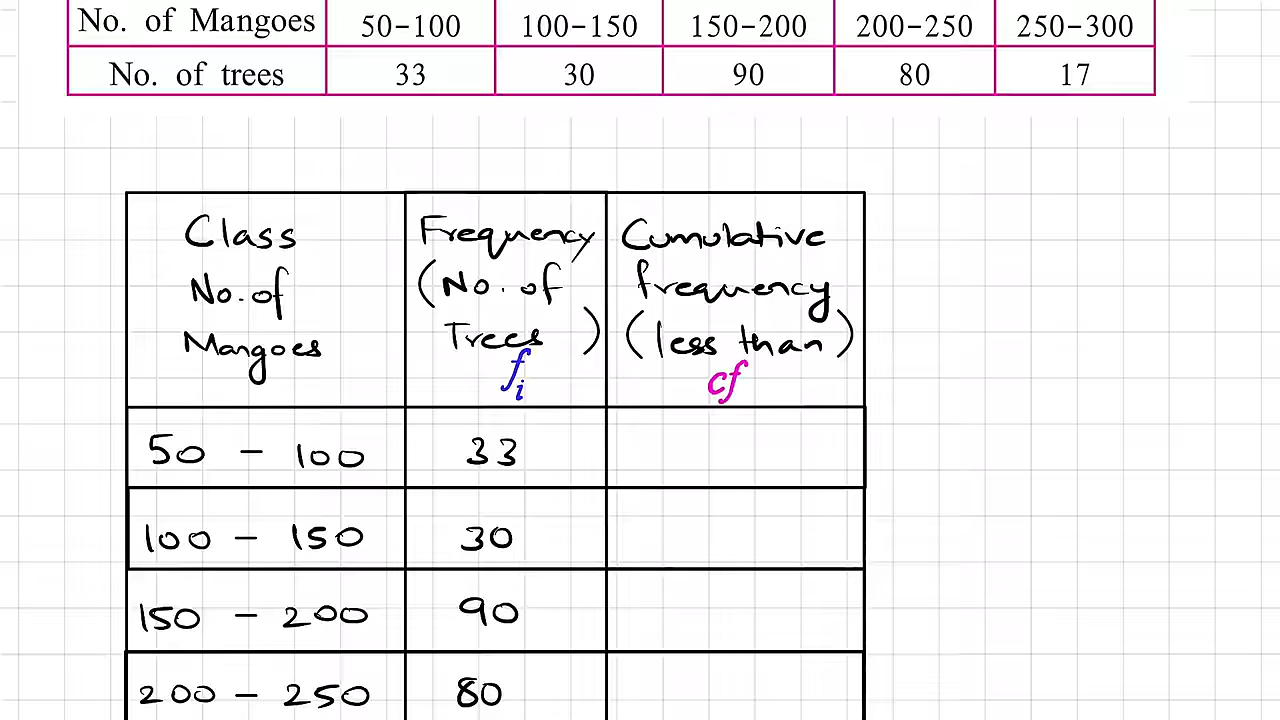 No. of Mangoes 50-100 100-150 150-200 200-250 250-300
No. of trees 33 30 90 80 17
Class No. of Mangoes
Frequency (No. of Trees) fi
Cumulative frequency (less than) cf
50 - 100 33
100 - 150 30
150 - 200 90
200 - 250 80